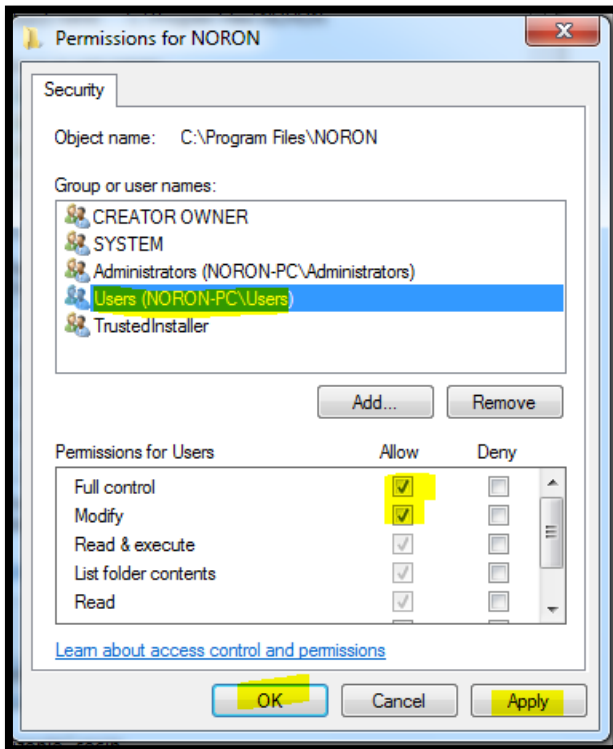 Permissions for NORON
Security
Object name: C:\Program Files\NORON
Group or user names:
CREATOR OWNER
SYSTEM
Administrators (NORON-PC\Administrators)
Users (NORON-PC\Users)
TrustedInstaller
Add... Remove
Permissions for Users Allow Deny
Full control
Modify
Read & execute
List folder contents
Read
Learn about access control and permissions
OK Cancel Apply